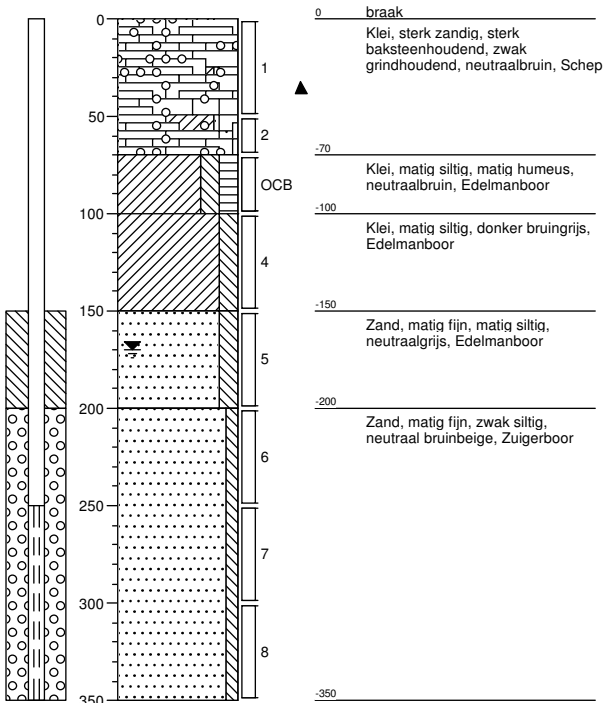 0
50
100
150
200
250
300
350
1
2
OCB
4
5
6
7
8
0
braak
Klei, sterk zandig, sterk
baksteenhoudend, zwak
grindhoudend, neutraalbruin, Schep
-70
Klei, matig siltig, matig humeus,
neutraalbruin, Edelmanboor
-100
Klei, matig siltig, donker bruingrijs,
Edelmanboor
-150
Zand, matig fijn, matig siltig,
neutraalgrijs, Edelmanboor
-200
Zand, matig fijn, zwak siltig,
neutraal bruinbeige, Zuigerboor
-350